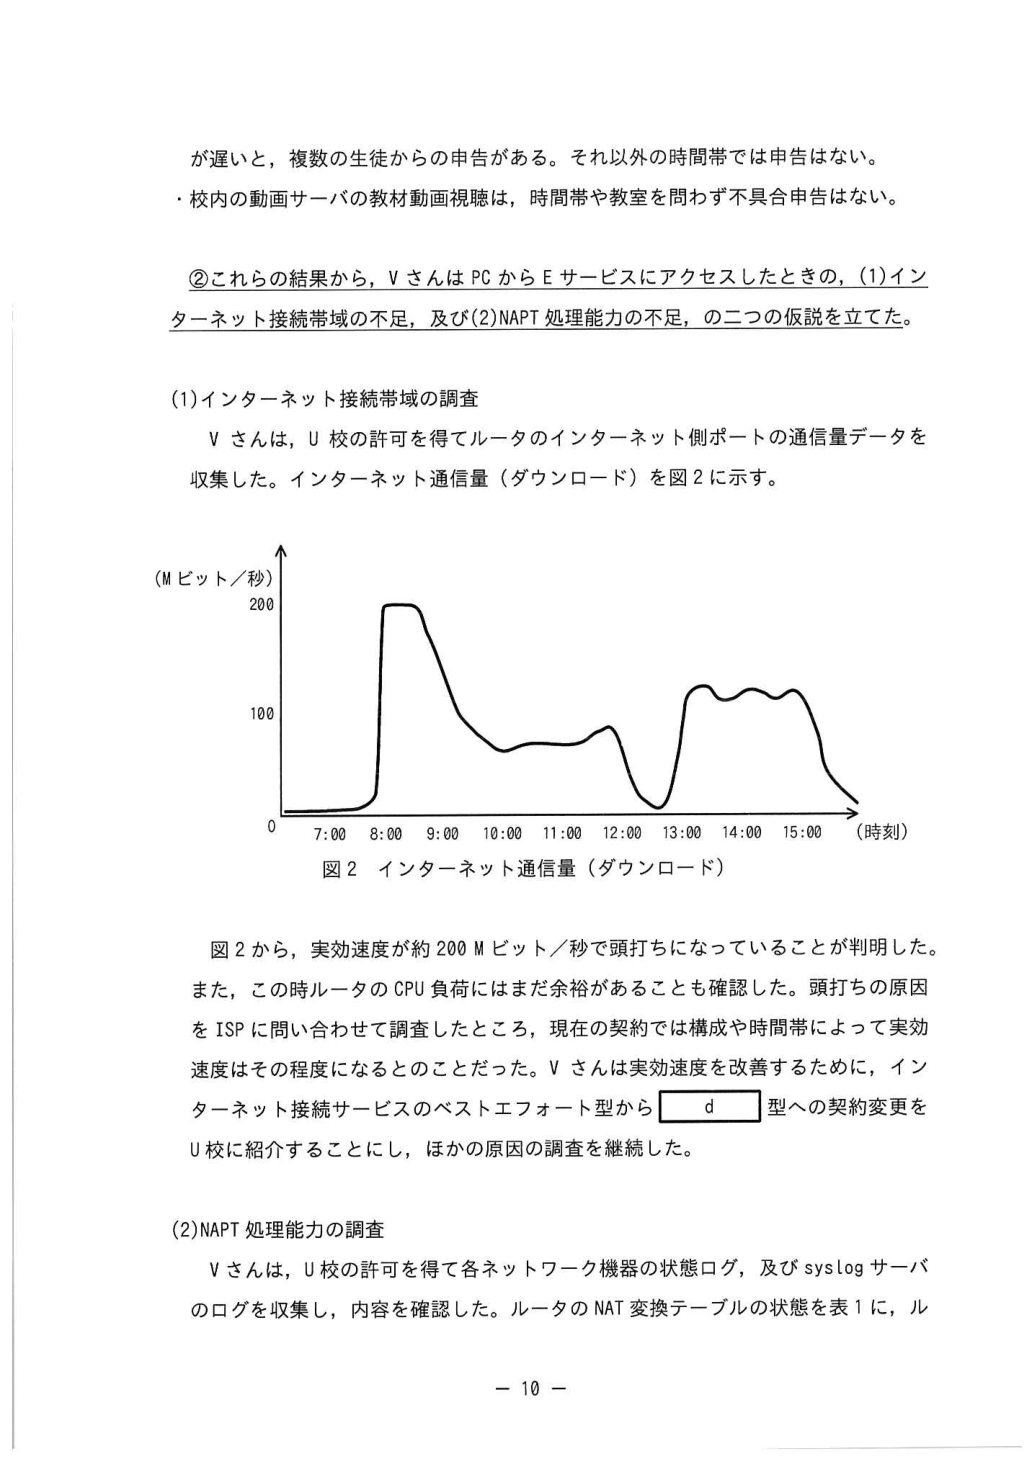 が遅いと，複数の生徒からの申告がある。それ以外の時間帯では申告はない。
・校内の動画サーバの教材動画視聴は，時間帯や教室を問わず不具合申告はない。
②これらの結果から，V さんは PC から E サービスにアクセスしたときの，(1)イン
ターネット接続帯域の不足，及び(2)NAPT 処理能力の不足，の二つの仮説を立てた。
(1)インターネット接続帯域の調査
V さんは，U 校の許可を得てルータのインターネット側ポートの通信量データを
収集した。インターネット通信量（ダウンロード）を図 2 に示す。
(M ビット／秒)
200
100
0
7:00 8:00 9:00 10:00 11:00 12:00 13:00 14:00 15:00 (時刻)
図 2 インターネット通信量（ダウンロード）
図 2 から，実効速度が約 200 M ビット／秒で頭打ちになっていることが判明した。
また，この時ルータの CPU 負荷にはまだ余裕があることも確認した。頭打ちの原因
を ISP に問い合わせて調査したところ，現在の契約では構成や時間帯によって実効
速度はその程度になるとのことだった。V さんは実効速度を改善するために，イン
ターネット接続サービスのベストエフォート型から d 型への契約変更を
U 校に紹介することにし，ほかの原因の調査を継続した。
(2)NAPT 処理能力の調査
V さんは，U 校の許可を得て各ネットワーク機器の状態ログ，及び syslog サーバ
のログを収集し，内容を確認した。ルータの NAT 変換テーブルの状態を表 1 に，ル
― 10 ―